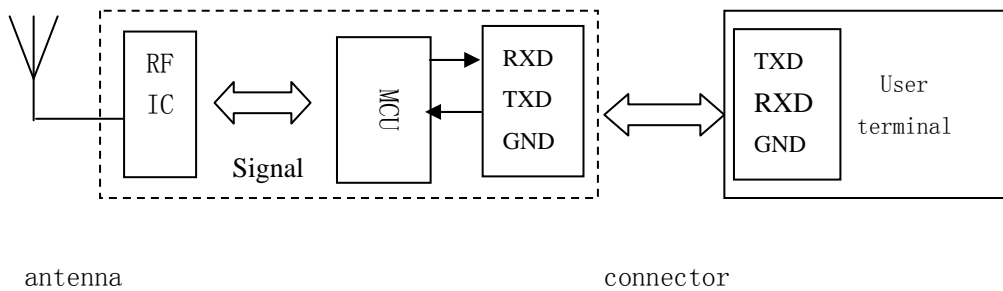 RF
IC
Signal
MCU
RXD
TXD
GND
TXD
RXD
GND
User
terminal
antenna
connector